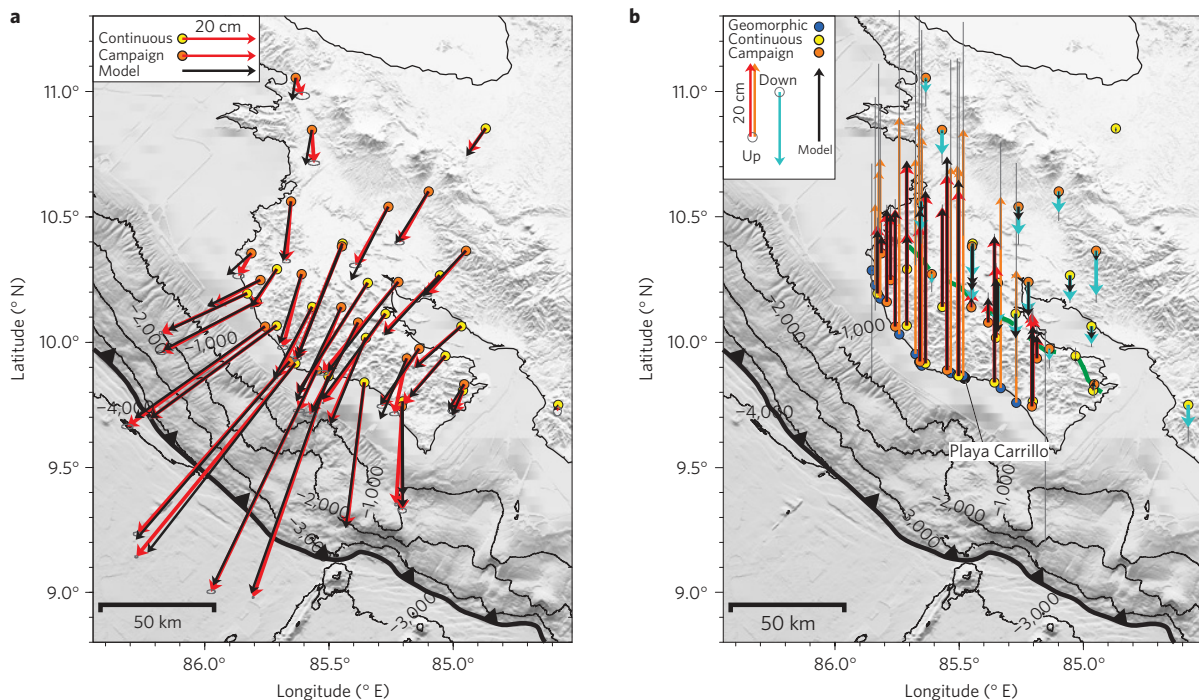 a
20 cm
Continuous
Campaign
Model
11.0°
10.5°
10.0°
9.5°
9.0°
Latitude (° N)
−2,000
−1,000
−4,000
−1,000
−2,000
−3,000
50 km
86.0°
85.5°
85.0°
Longitude (° E)
b
Geomorphic
Continuous
Campaign
Down
20 cm
Up
Model
11.0°
10.5°
10.0°
9.5°
9.0°
Latitude (° N)
−2,000
−1,000
−4,000
Playa Carrillo
−1,000
−2,000
3,000
−3,000
50 km
86.0°
85.5°
85.0°
Longitude (° E)